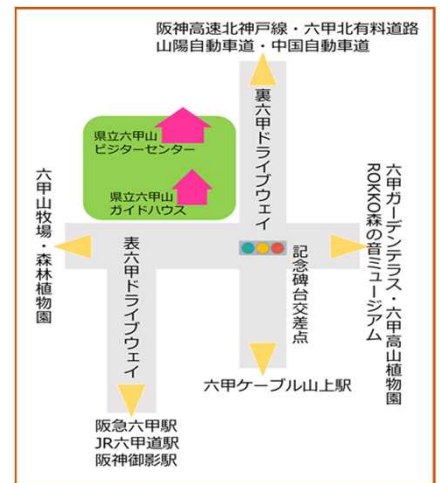 阪神高速北神戸線・六甲北有料道路
山陽自動車道・中国自動車道
裏六甲ドライブウェイ
県立六甲山
ビジターセンター
県立六甲山
ガイドハウス
六甲山牧場・森林植物園
表六甲ドライブウェイ
記念碑台交差点
六甲ガーデンテラス・六甲高山植物園
ROKKO森の音ミュージアム
六甲ケーブル山上駅
阪急六甲駅
JR六甲道駅
阪神御影駅